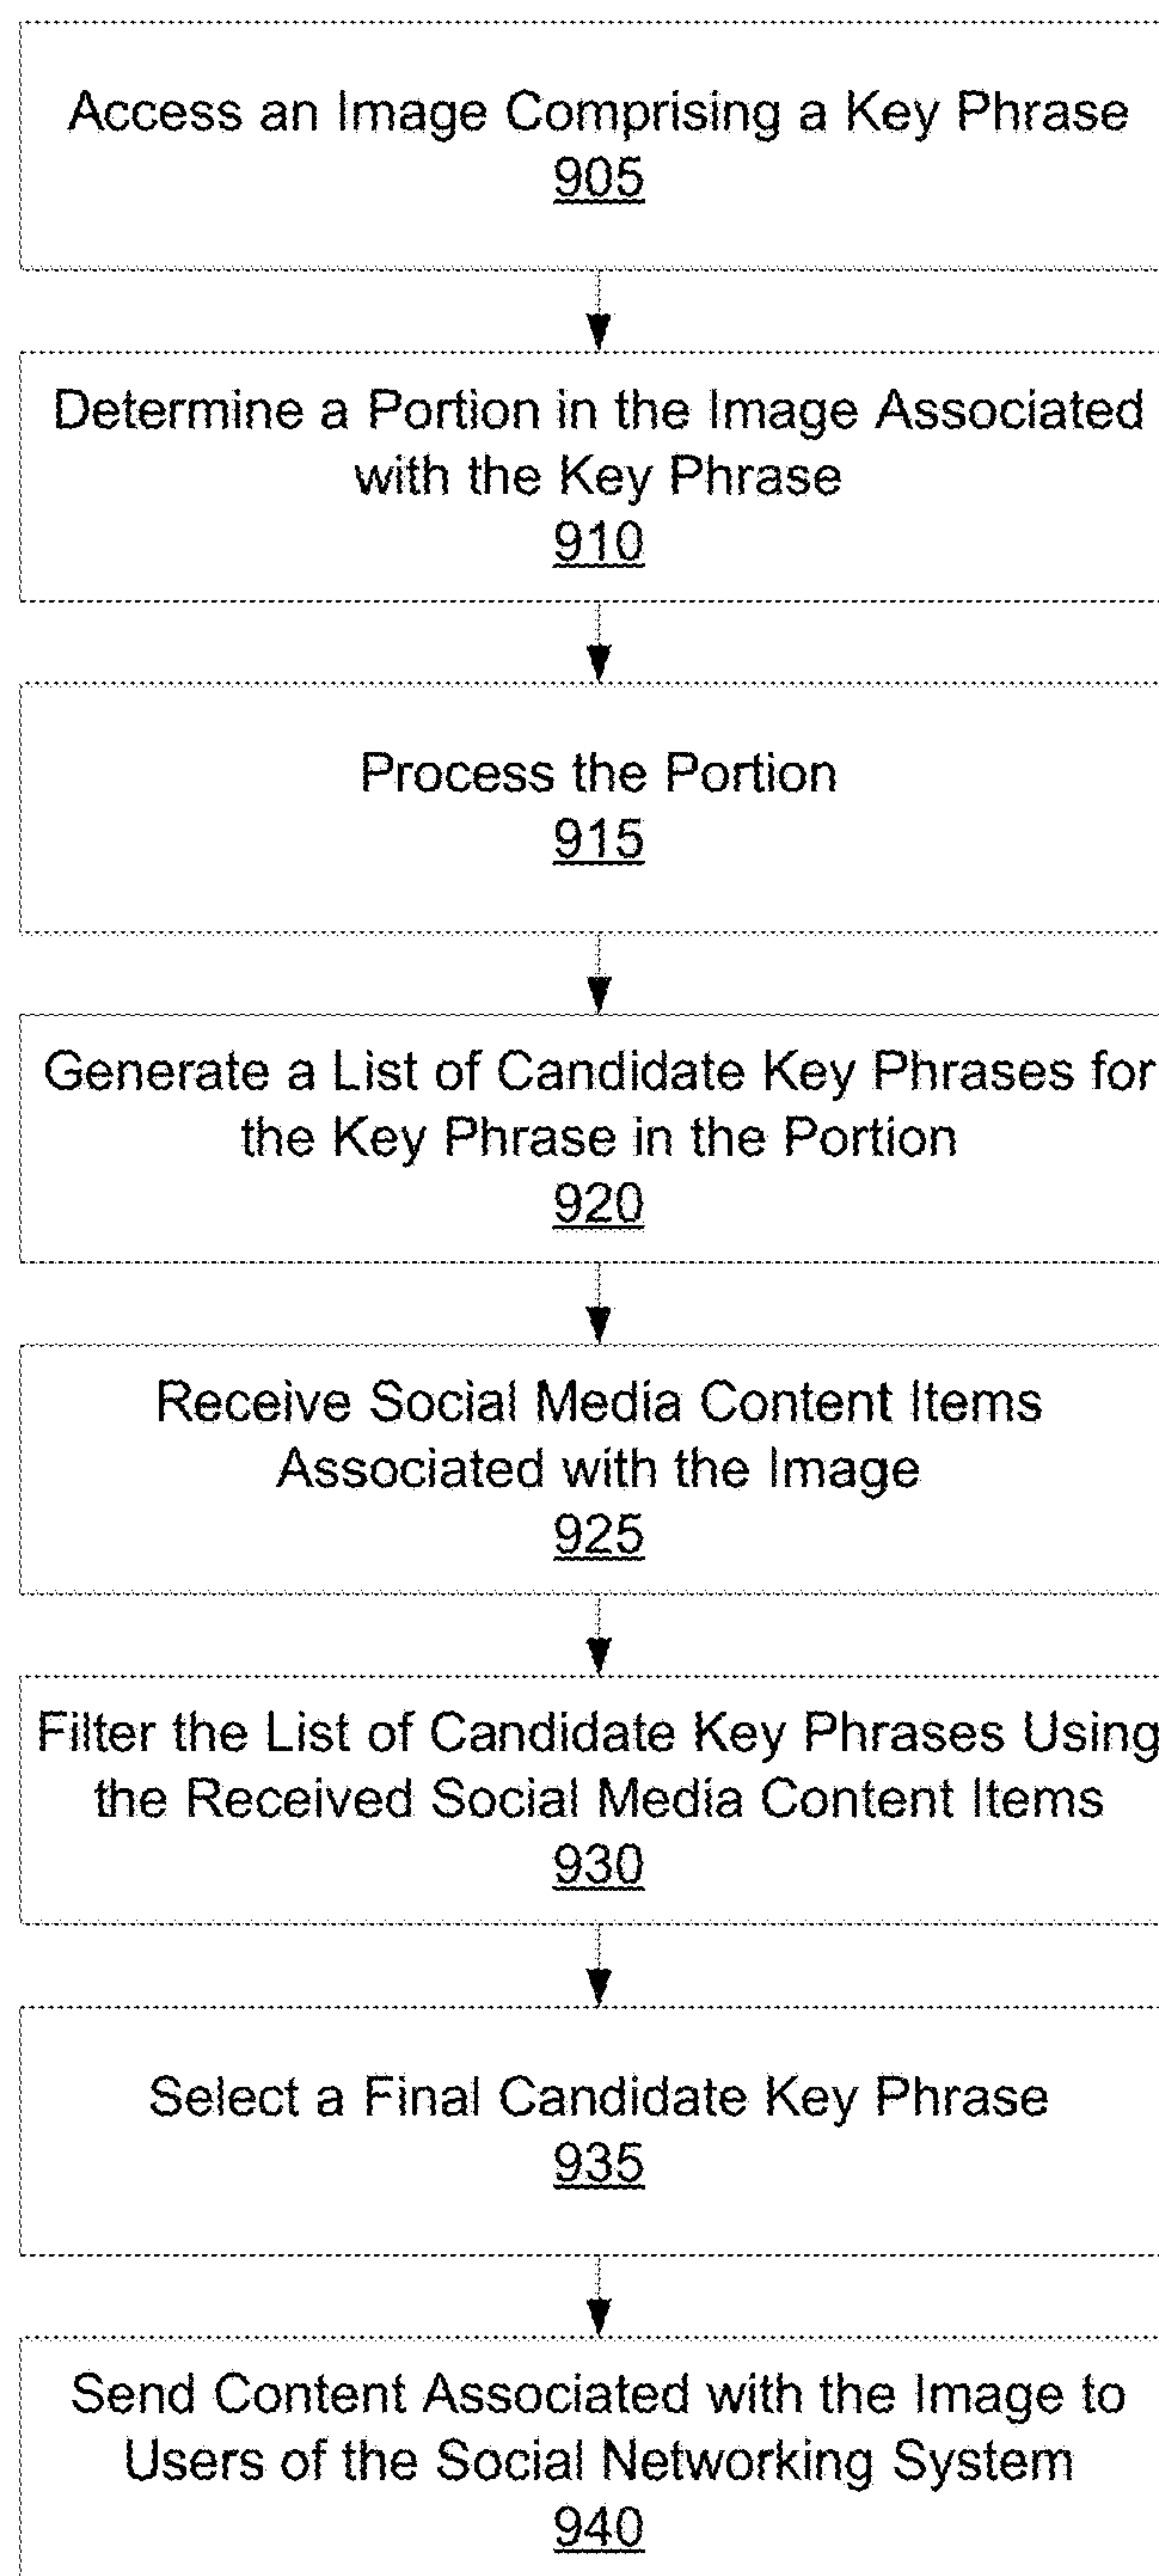 Access an Image Comprising a Key Phrase
905
Determine a Portion in the Image Associated
with the Key Phrase
910
Process the Portion
915
Generate a List of Candidate Key Phrases for
the Key Phrase in the Portion
920
Receive Social Media Content Items
Associated with the Image
925
Filter the List of Candidate Key Phrases Using
the Received Social Media Content Items
930
Select a Final Candidate Key Phrase
935
Send Content Associated with the Image to
Users of the Social Networking System
940